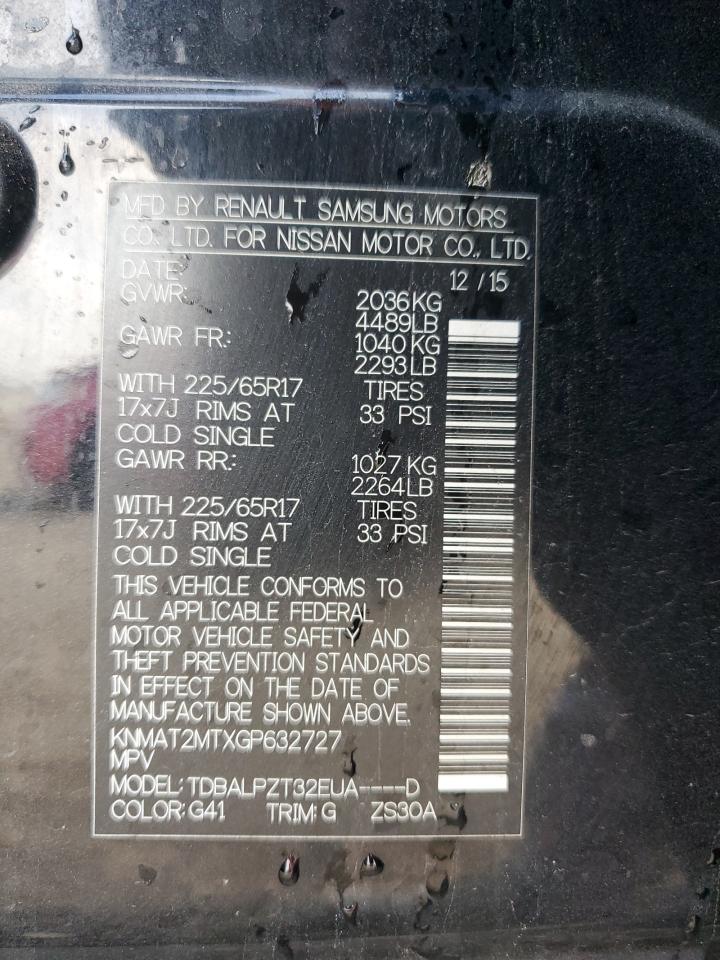 MFD BY RENAULT SAMSUNG MOTORS
CO., LTD. FOR NISSAN MOTOR CO., LTD.
DATE: 12 / 15
GVWR: 2036KG
4489LB
GAWR FR: 1040KG
2293LB
WITH 225/65R17 TIRES
17x7J RIMS AT 33 PSI
COLD SINGLE
GAWR RR: 1027KG
2264LB
WITH 225/65R17 TIRES
17x7J RIMS AT 33 PSI
COLD SINGLE
THIS VEHICLE CONFORMS TO
ALL APPLICABLE FEDERAL
MOTOR VEHICLE SAFETY AND
THEFT PREVENTION STANDARDS
IN EFFECT ON THE DATE OF
MANUFACTURE SHOWN ABOVE.
KNMAT2MTXGP632727
MPV
MODEL: TDBALPZT32EUA----D
COLOR: G41 TRIM: G ZS30A